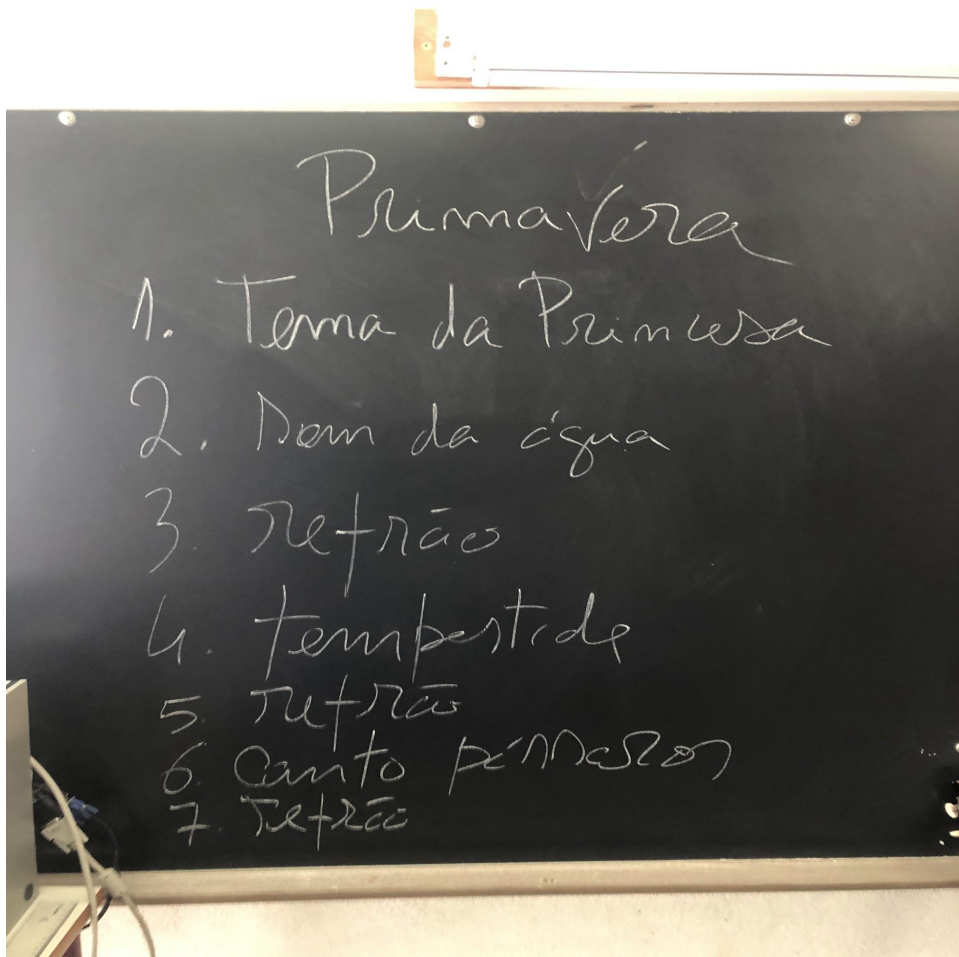 Primavera
1. Tema da Princesa
2. Som da água
3. refrão
4. tempestade
5. refrão
6. canto pássaros
7. refrão